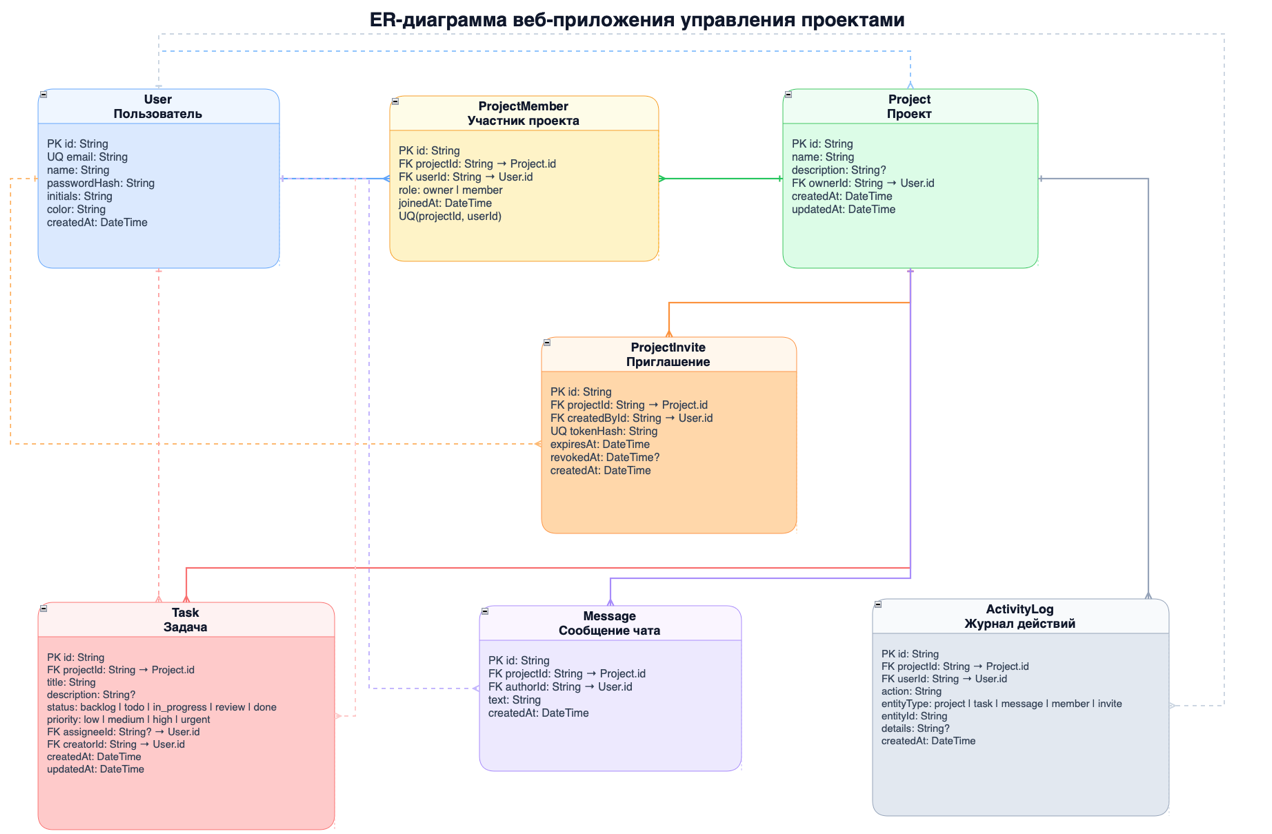 ER-диаграмма веб-приложения управления проектами
User
Пользователь
PK id: String
UQ email: String
name: String
passwordHash: String
initials: String
color: String
createdAt: DateTime
ProjectMember
Участник проекта
PK id: String
FK projectId: String → Project.id
FK userId: String → User.id
role: owner | member
joinedAt: DateTime
UQ(projectId, userId)
Project
Проект
PK id: String
name: String
description: String?
FK ownerId: String → User.id
createdAt: DateTime
updatedAt: DateTime
ProjectInvite
Приглашение
PK id: String
FK projectId: String → Project.id
FK createdById: String → User.id
UQ tokenHash: String
expiresAt: DateTime
revokedAt: DateTime?
createdAt: DateTime
Task
Задача
PK id: String
FK projectId: String → Project.id
title: String
description: String?
status: backlog | todo | in_progress | review | done
priority: low | medium | high | urgent
FK assigneeId: String? → User.id
FK creatorId: String → User.id
createdAt: DateTime
updatedAt: DateTime
Message
Сообщение чата
PK id: String
FK projectId: String → Project.id
FK authorId: String → User.id
text: String
createdAt: DateTime
ActivityLog
Журнал действий
PK id: String
FK projectId: String → Project.id
FK userId: String → User.id
action: String
entityType: project | task | message | member | invite
entityId: String
details: String?
createdAt: DateTime